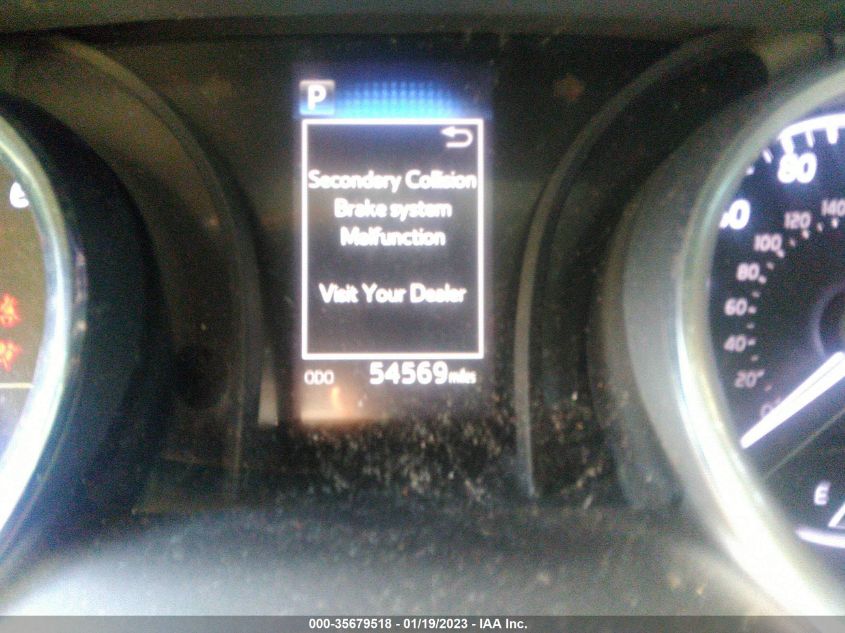 P
Secondary Collision
Brake system
Malfunction
Visit Your Dealer
ODO 54569 miles
80
120
140
100
80
60
40
20
0
E
000-35679518 - 01/19/2023 - IAA Inc.